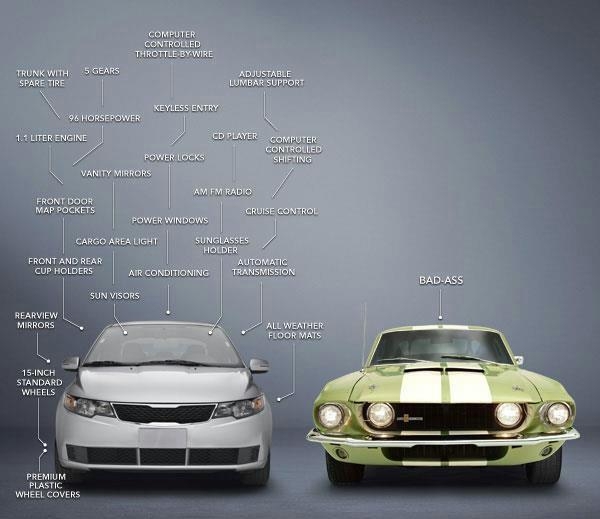 COMPUTER
CONTROLLED
THROTTLE-BY-WIRE
TRUNK WITH
SPARE TIRE
5 GEARS
ADJUSTABLE
LUMBAR SUPPORT
96 HORSEPOWER
KEYLESS ENTRY
1.1 LITER ENGINE
CD PLAYER
COMPUTER
CONTROLLED
SHIFTING
POWER LOCKS
VANITY MIRRORS
AM FM RADIO
FRONT DOOR
MAP POCKETS
CRUISE CONTROL
POWER WINDOWS
CARGO AREA LIGHT
SUNGLASSES
HOLDER
FRONT AND REAR
CUP HOLDERS
AIR CONDITIONING
AUTOMATIC
TRANSMISSION
BAD-ASS
SUN VISORS
REARVIEW
MIRRORS
ALL WEATHER
FLOOR MATS
15-INCH
STANDARD
WHEELS
PREMIUM
PLASTIC
WHEEL COVERS